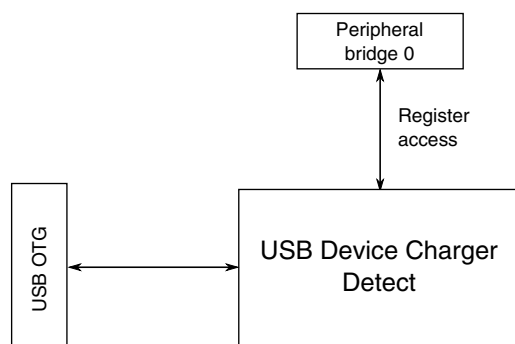 Peripheral
bridge 0
Register
access
USB OTG
USB Device Charger
Detect